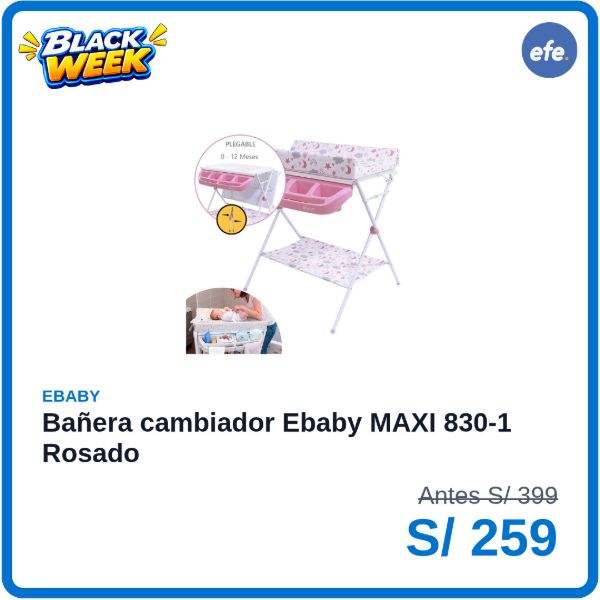 BLACK
WEEK
efe.
PLEGABLE
0 - 12 Meses
EBABY
Bañera cambiador Ebaby MAXI 830-1
Rosado
Antes S/ 399
S/ 259